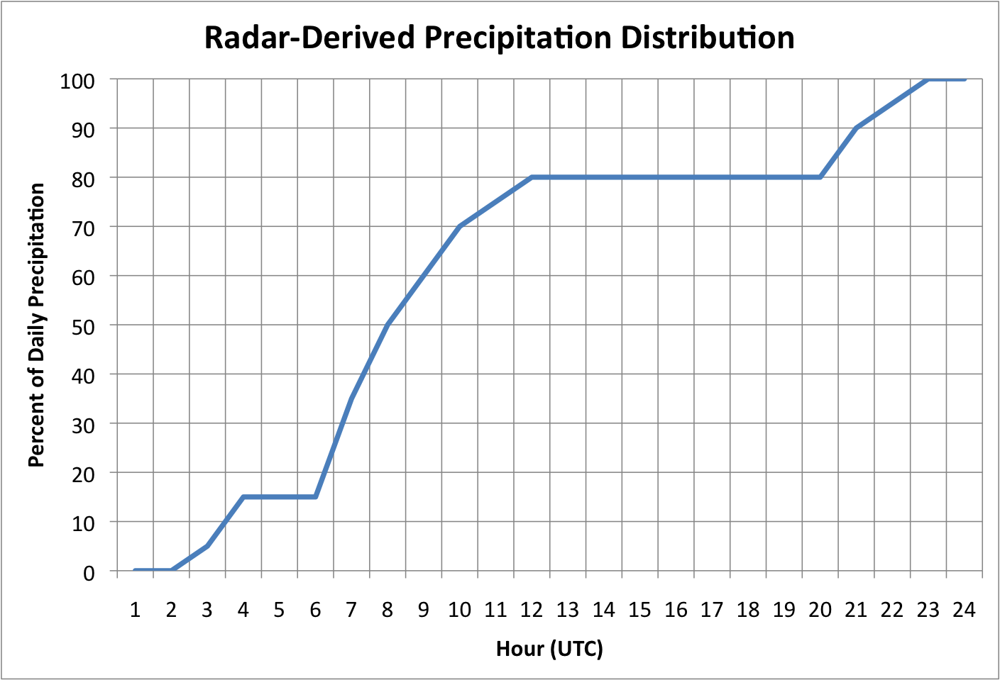 Radar-Derived Precipitation Distribution
100
90
80
70
60
50
40
30
20
10
0
Percent of Daily Precipitation
1 2 3 4 5 6 7 8 9 10 11 12 13 14 15 16 17 18 19 20 21 22 23 24
Hour (UTC)